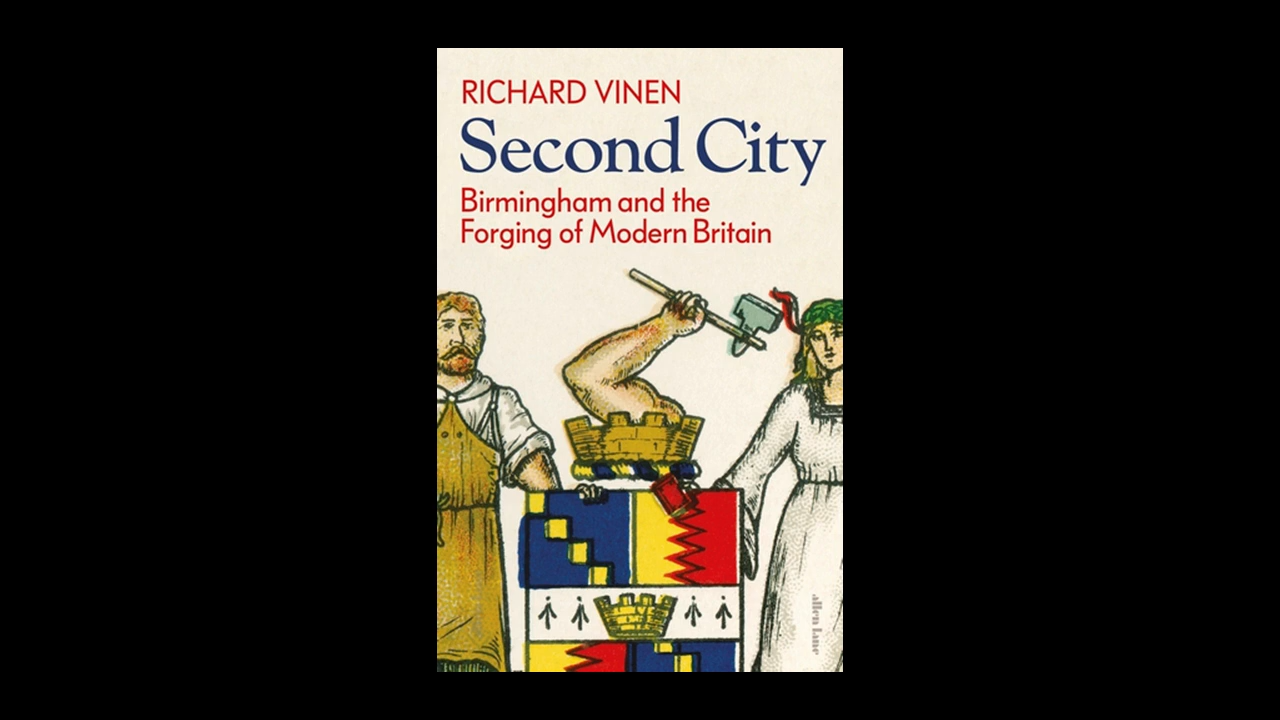 RICHARD VINEN
Second City
Birmingham and the
Forging of Modern Britain
allen lane